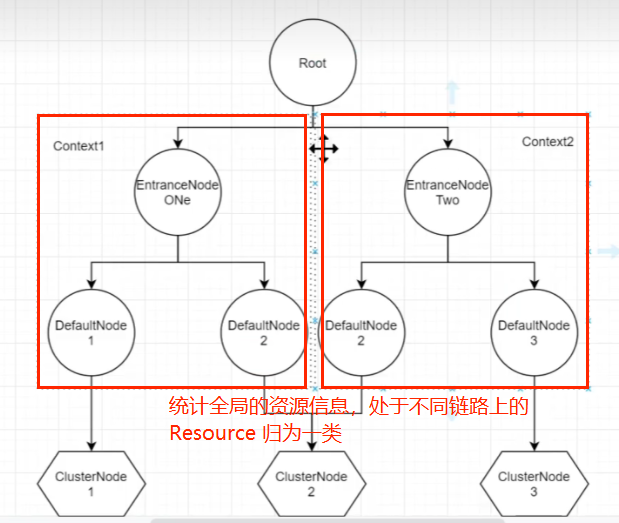 Root
Context1
Context2
EntranceNode
ONe
EntranceNode
Two
DefaultNode
1
DefaultNode
2
DefaultNode
2
DefaultNode
3
统计全局的资源信息，处于不同链路上的
Resource 归为一类
ClusterNode
1
ClusterNode
2
ClusterNode
3